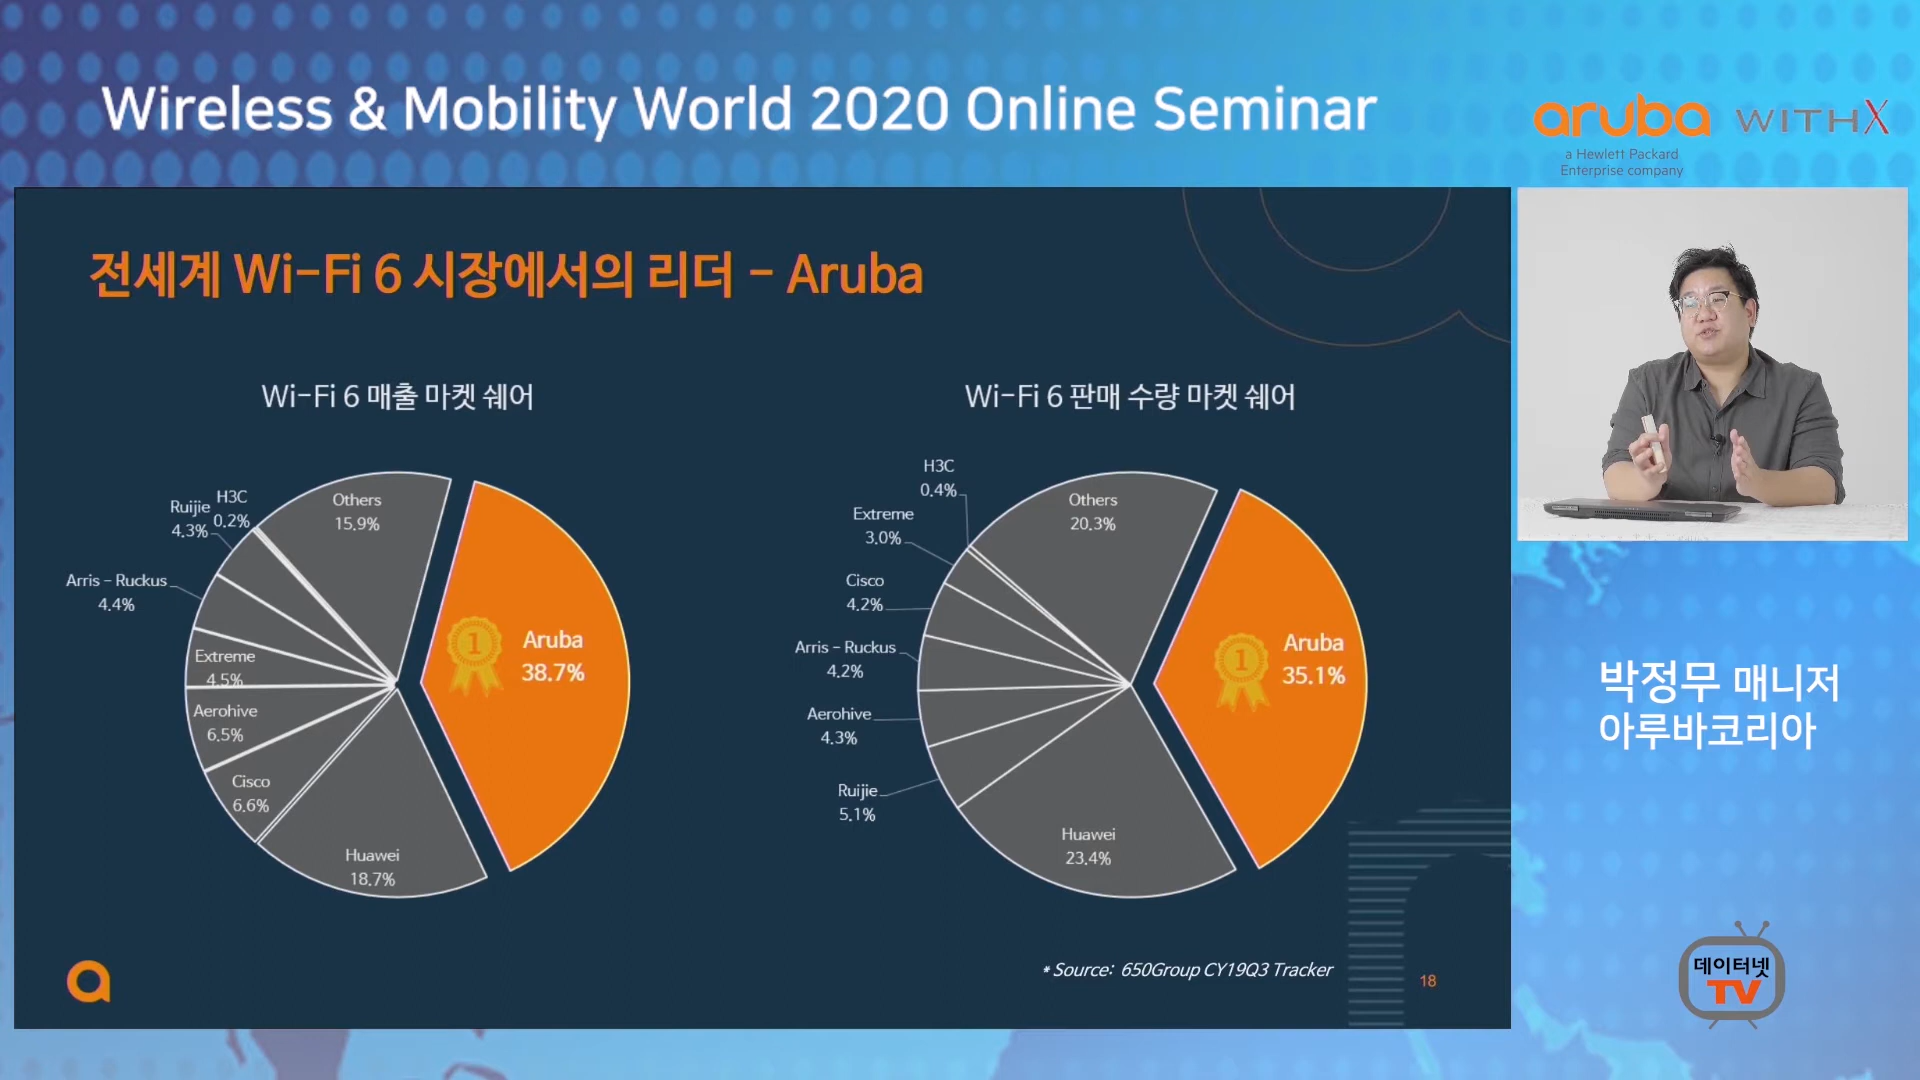 Wireless & Mobility World 2020 Online Seminar
aruba
a Hewlett Packard
Enterprise company
WITHX
전세계 Wi-Fi 6 시장에서의 리더 - Aruba
Wi-Fi 6 매출 마켓 쉐어
Others
15.9%
H3C
0.2%
Ruijie
4.3%
Arris - Ruckus
4.4%
Extreme
4.5%
Aerohive
6.5%
Cisco
6.6%
Huawei
18.7%
1
Aruba
38.7%
Wi-Fi 6 판매 수량 마켓 쉐어
H3C
0.4%
Others
20.3%
Extreme
3.0%
Cisco
4.2%
Arris - Ruckus
4.2%
Aerohive
4.3%
Ruijie
5.1%
Huawei
23.4%
1
Aruba
35.1%
* Source: 650Group CY19Q3 Tracker
18
박정무 매니저
아루바코리아
데이터넷
TV